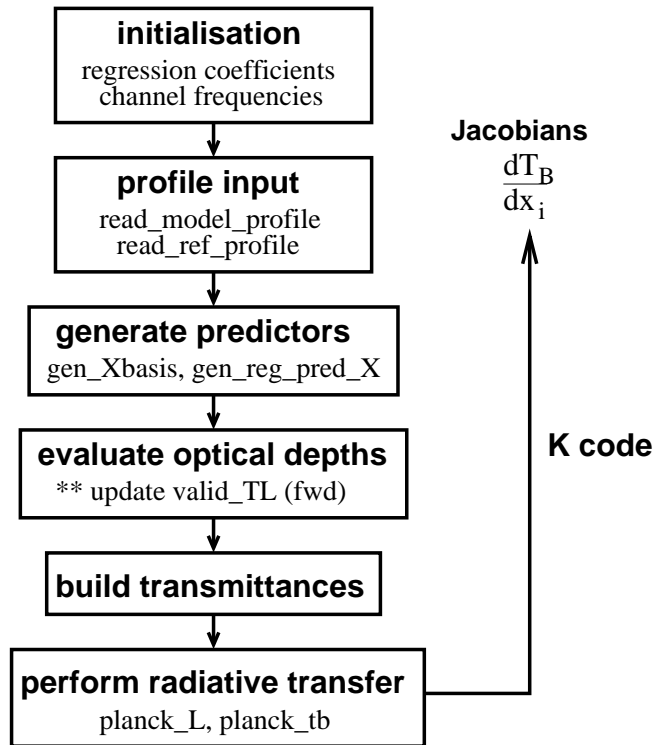 initialisation
regression coefficients
channel frequencies
profile input
read_model_profile
read_ref_profile
generate predictors
gen_Xbasis, gen_reg_pred_X
evaluate optical depths
** update valid_TL (fwd)
build transmittances
perform radiative transfer
planck_L, planck_tb
Jacobians
dT_B
dx_i
K code